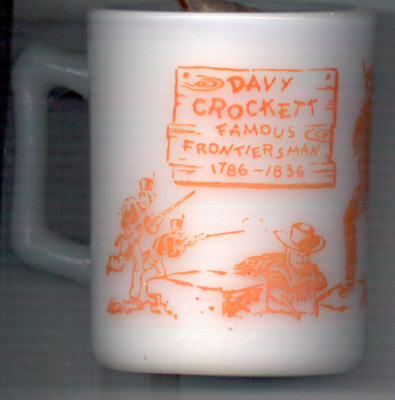 DAVY
CROCKETT
FAMOUS
FRONTIERSMAN
1786-1836